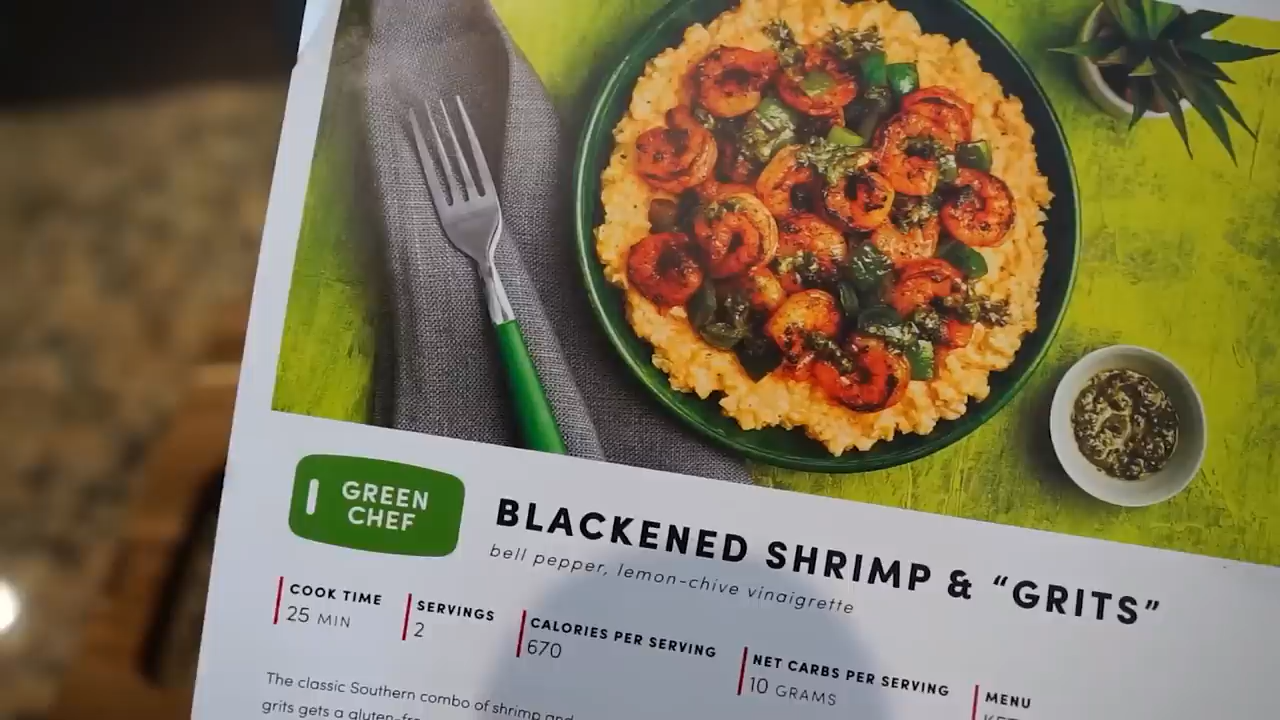 GREEN
CHEF
BLACKENED SHRIMP & “GRITS”
bell pepper, lemon-chive vinaigrette
COOK TIME
25 MIN
SERVINGS
2
CALORIES PER SERVING
670
NET CARBS PER SERVING
10 GRAMS
MENU
The classic Southern combo of shrimp and
grits gets a